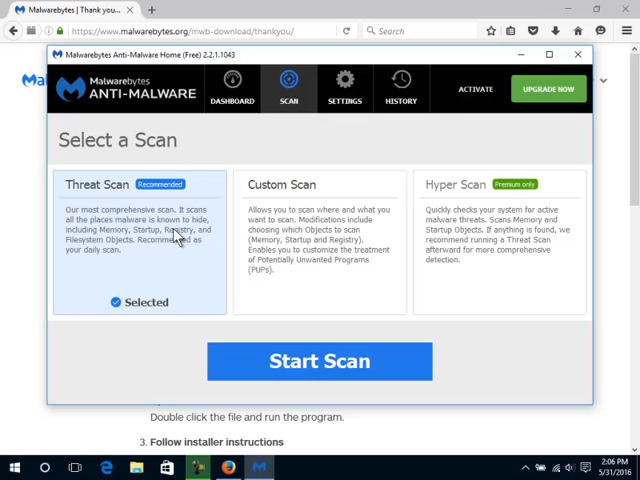 Malwarebytes | Thank you d...
https://www.malwarebytes.org/mwb-download/thankyou/
Search
Malwarebytes Anti-Malware Home (Free) 2.2.1.1043
Malwarebytes
ANTI-MALWARE
DASHBOARD
SCAN
SETTINGS
HISTORY
ACTIVATE
UPGRADE NOW
Select a Scan
Threat Scan Recommended
Our most comprehensive scan. It scans
all the places malware is known to hide,
including Memory, Startup, Registry, and
Filesystem Objects. Recommended as
your daily scan.
Selected
Custom Scan
Allows you to scan where and what you
want to scan. Modifications include
choosing which Objects to scan
(Memory, Startup and Registry).
Enables you to customize the treatment
of Potentially Unwanted Programs
(PUPs).
Hyper Scan Premium only
Quickly checks your system for active
malware threats. Scans Memory and
Startup Objects. If anything is found, we
recommend running a Threat Scan
afterward for more comprehensive
detection.
Start Scan
Double click the file and run the program.
3. Follow installer instructions
2:06 PM
5/31/2016